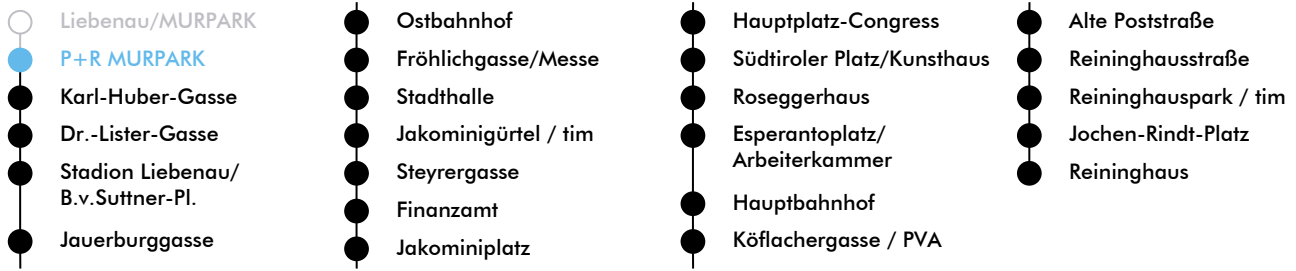 Liebenau/MURPARK
P+R MURPARK
Karl-Huber-Gasse
Dr.-Lister-Gasse
Stadion Liebenau/
B.v.Suttner-Pl.
Jauerburggasse
Ostbahnhof
Fröhlichgasse/Messe
Stadthalle
Jakominigürtel / tim
Steyrergasse
Finanzamt
Jakominiplatz
Hauptplatz-Congress
Südtiroler Platz/Kunsthaus
Roseggerhaus
Esperantoplatz/
Arbeiterkammer
Hauptbahnhof
Köflachergasse / PVA
Alte Poststraße
Reininghausstraße
Reininghauspark / tim
Jochen-Rindt-Platz
Reininghaus